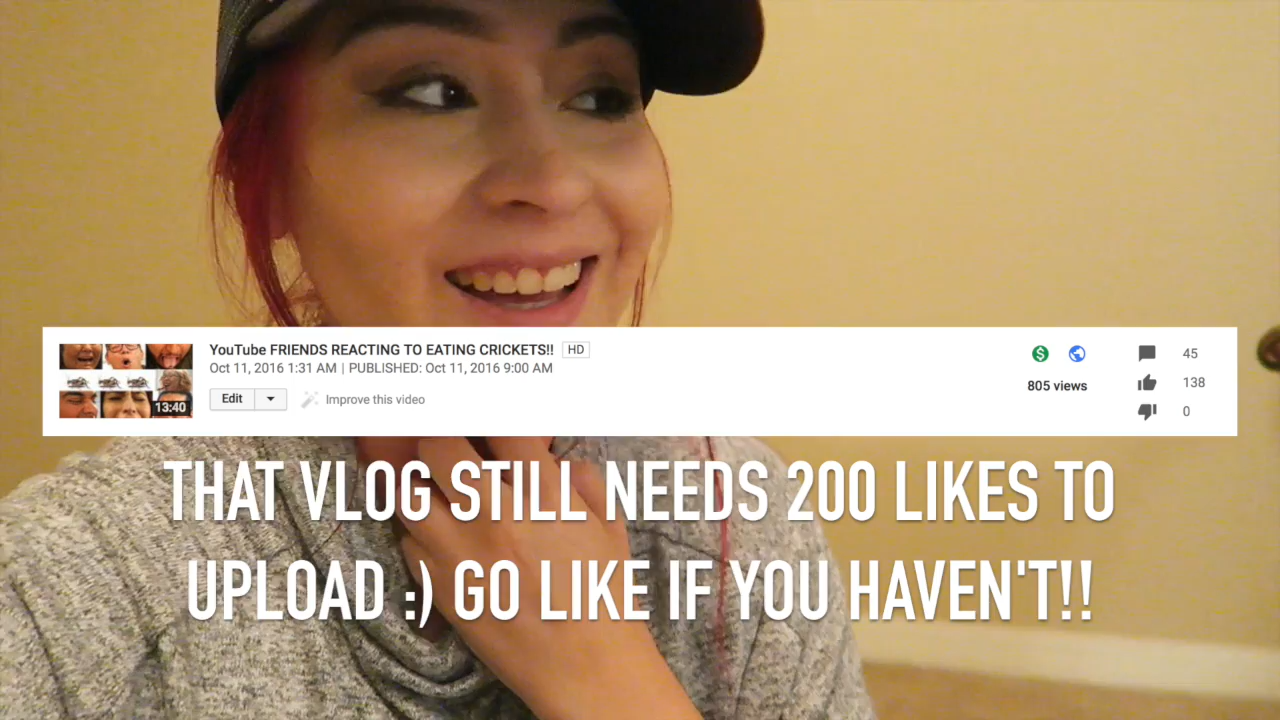 YouTube FRIENDS REACTING TO EATING CRICKETS!! HD
Oct 11, 2016 1:31 AM | PUBLISHED: Oct 11, 2016 9:00 AM
13:40
Edit
Improve this video
805 views
45
138
0
THAT VLOG STILL NEEDS 200 LIKES TO
UPLOAD :) GO LIKE IF YOU HAVEN'T!!